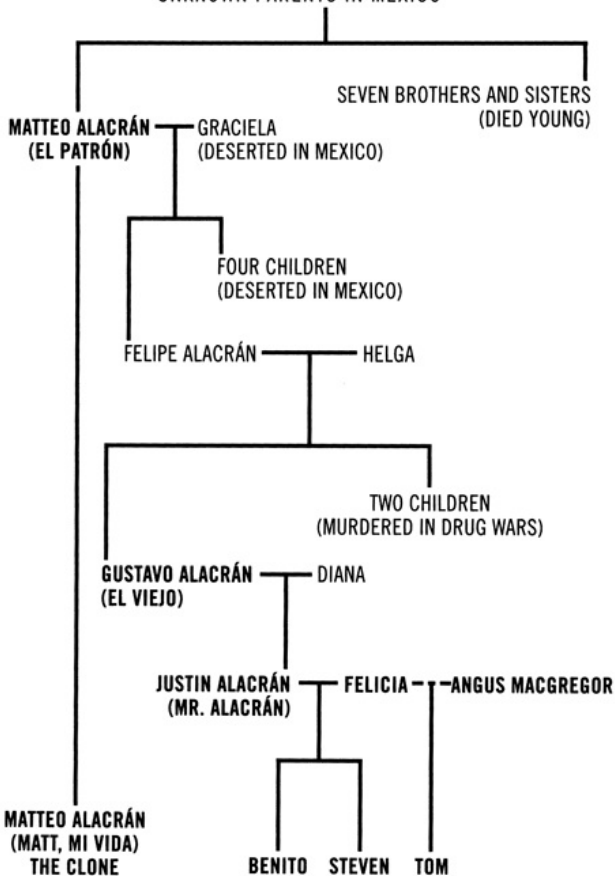 UNKNOWN PARENTS IN MEXICO
SEVEN BROTHERS AND SISTERS
(DIED YOUNG)
MATTEO ALACRÁN
(EL PATRÓN)
GRACIELA
(DESERTED IN MEXICO)
FOUR CHILDREN
(DESERTED IN MEXICO)
FELIPE ALACRÁN
HELGA
TWO CHILDREN
(MURDERED IN DRUG WARS)
GUSTAVO ALACRÁN
(EL VIEJO)
DIANA
JUSTIN ALACRÁN
(MR. ALACRÁN)
FELICIA
ANGUS MACGREGOR
MATTEO ALACRÁN
(MATT, MI VIDA)
THE CLONE
BENITO
STEVEN
TOM